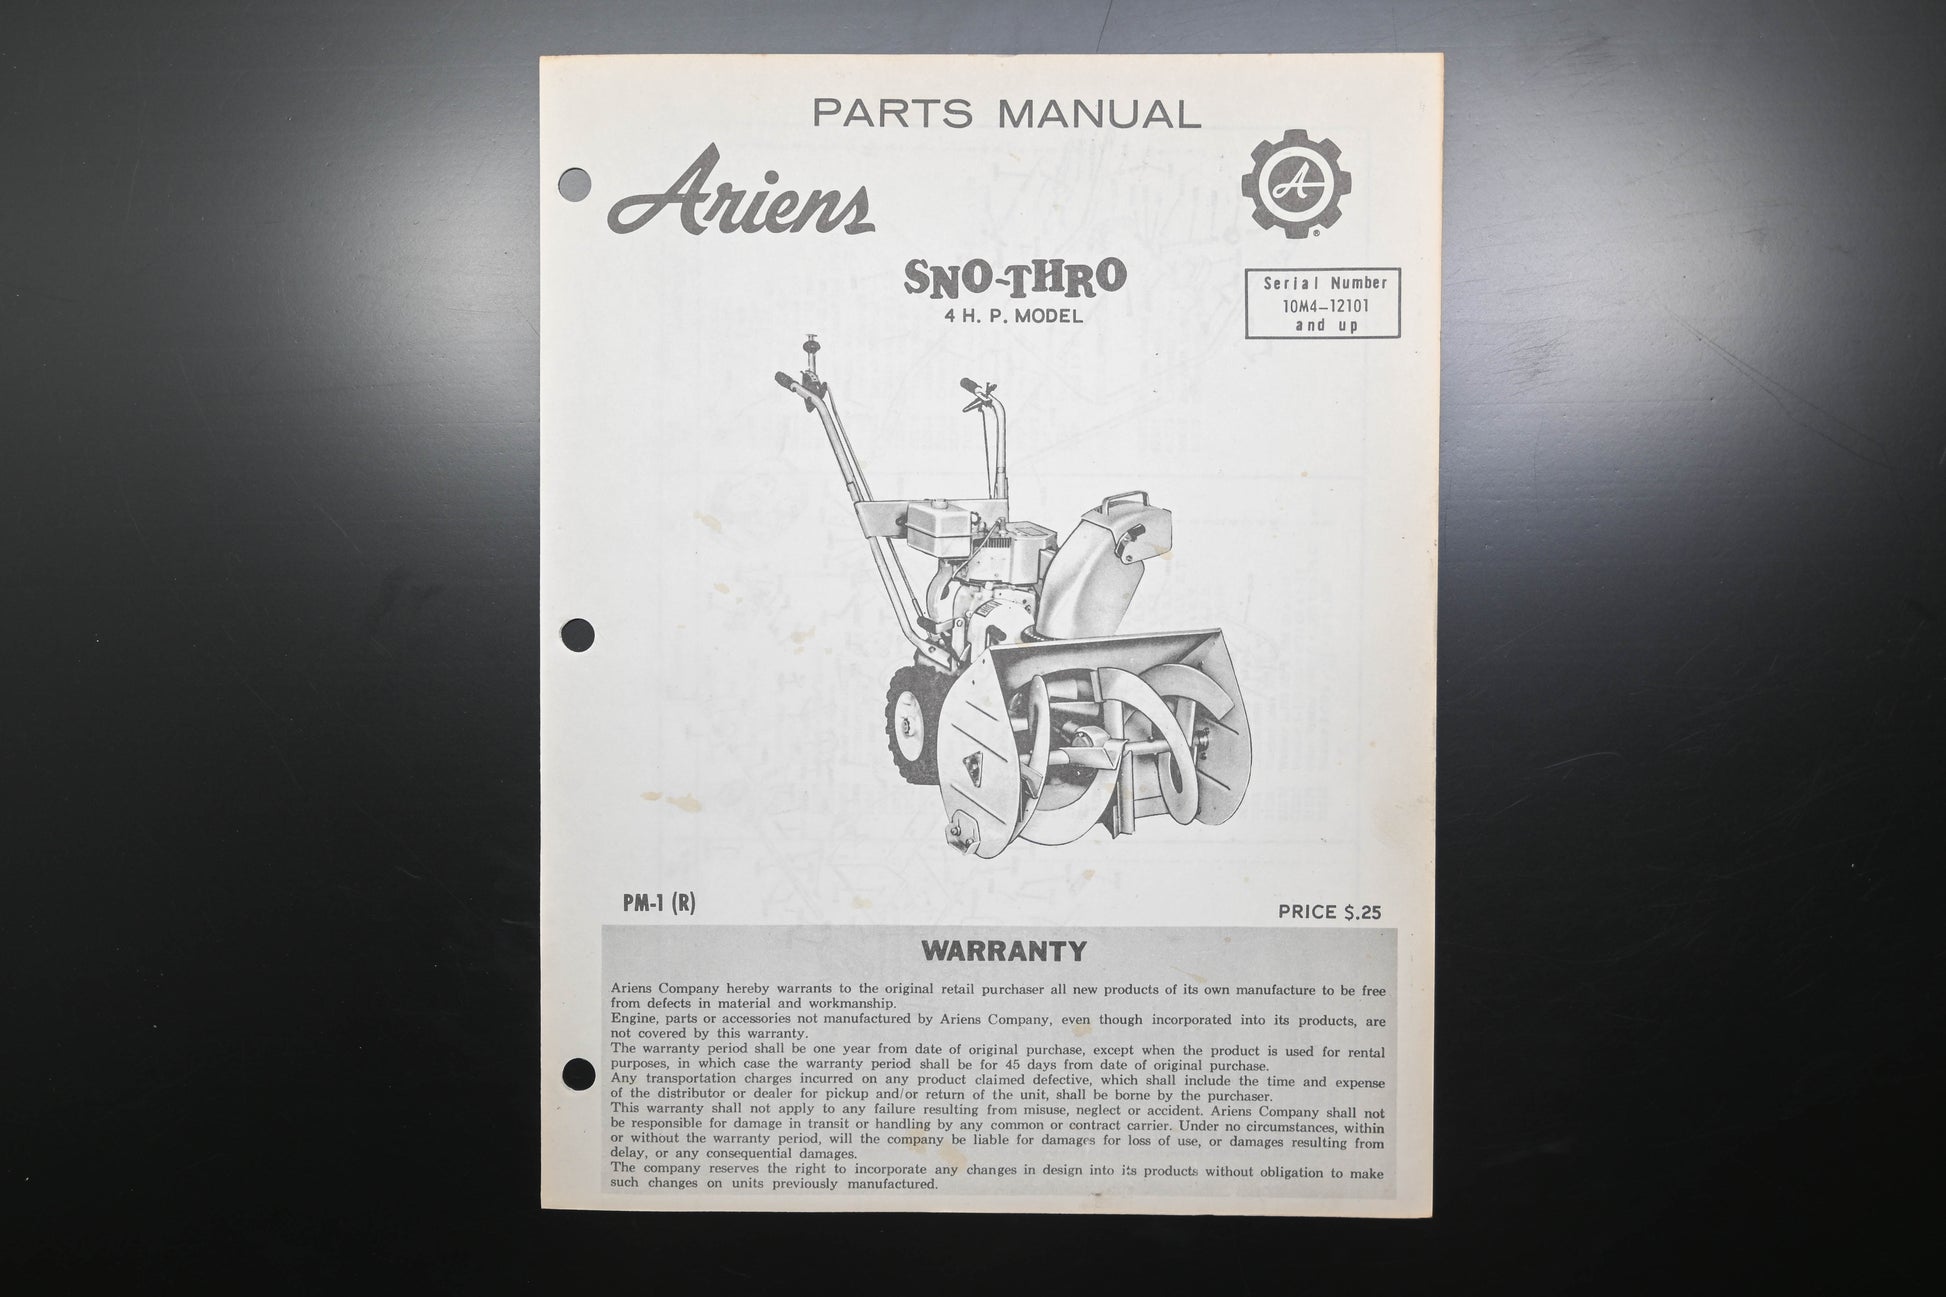 PARTS MANUAL
Ariens
A
®
SNO-THRO
4 H. P. MODEL
Serial Number
10M4-12101
and up
PM-1 (R)
PRICE $.25
WARRANTY
Ariens Company hereby warrants to the original retail purchaser all new products of its own manufacture to be free
from defects in material and workmanship.
Engine, parts or accessories not manufactured by Ariens Company, even though incorporated into its products, are
not covered by this warranty.
The warranty period shall be one year from date of original purchase, except when the product is used for rental
purposes, in which case the warranty period shall be for 45 days from date of original purchase.
Any transportation charges incurred on any product claimed defective, which shall include the time and expense
of the distributor or dealer for pickup and/or return of the unit, shall be borne by the purchaser.
This warranty shall not apply to any failure resulting from misuse, neglect or accident. Ariens Company shall not
be responsible for damage in transit or handling by any common or contract carrier. Under no circumstances, within
or without the warranty period, will the company be liable for damages for loss of use, or damages resulting from
delay, or any consequential damages.
The company reserves the right to incorporate any changes in design into its products without obligation to make
such changes on units previously manufactured.